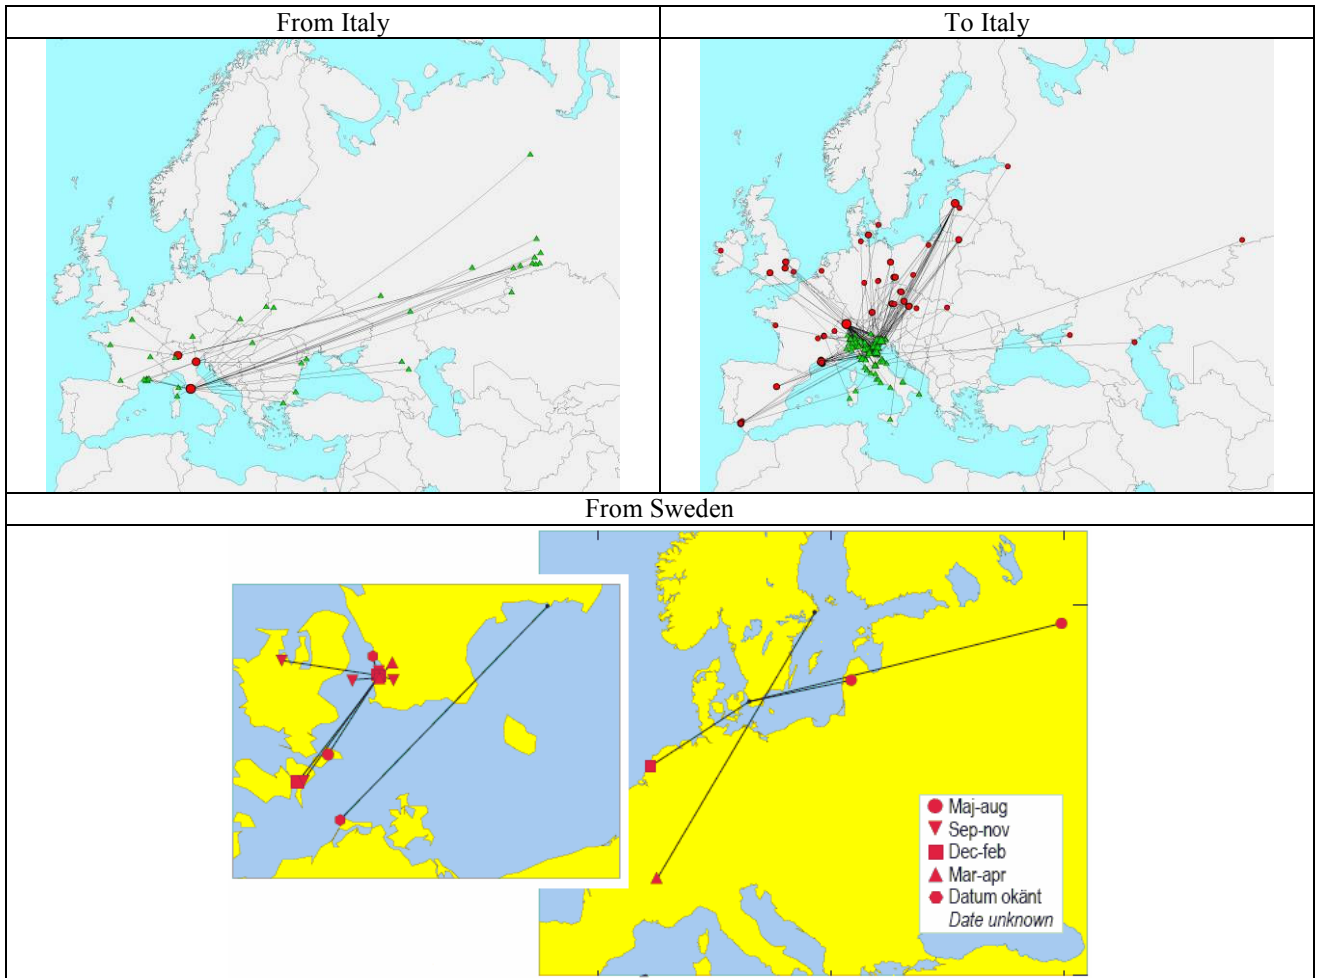 From Italy
To Italy
From Sweden
Maj-aug
Sep-nov
Dec-feb
Mar-apr
Datum okänt
Date unknown